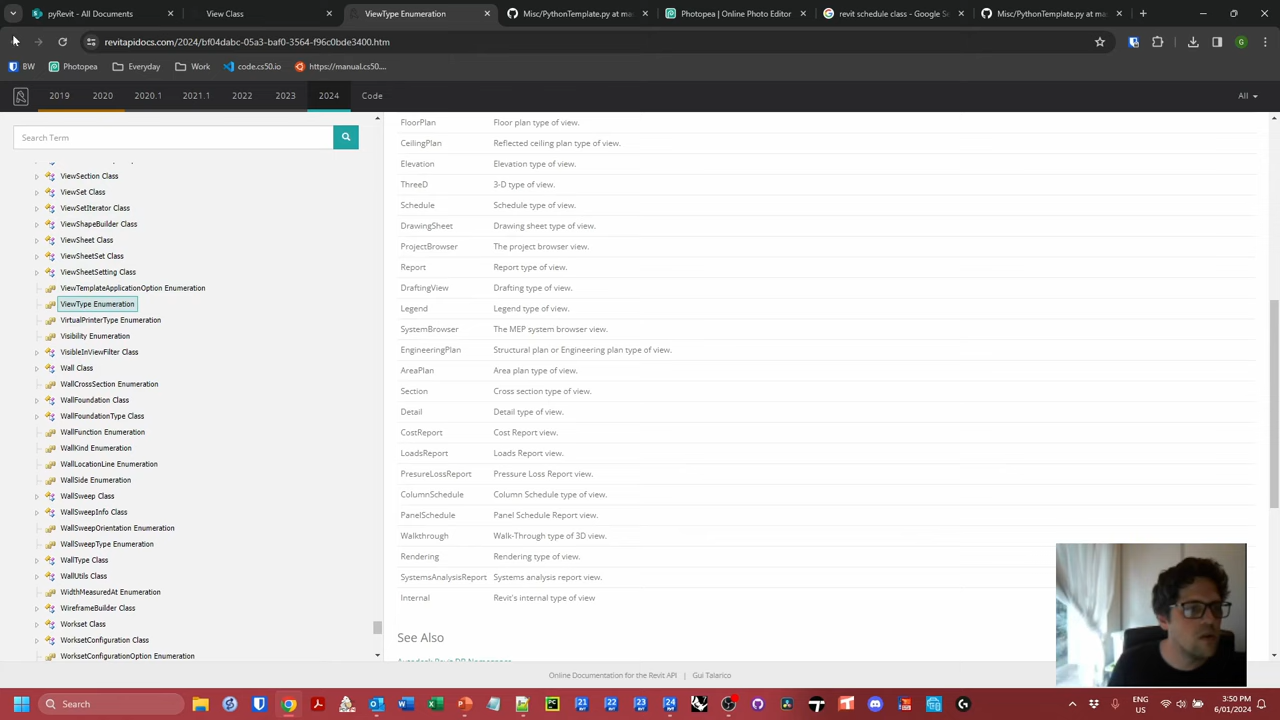 pyRevit - All Documents
View Class
ViewType Enumeration
Misc/PythonTemplate.py at mas
Photopea | Online Photo Editor
revit schedule class - Google Se
Misc/PythonTemplate.py at mas
revitapidocs.com/2024/bf04dabc-05a3-baf0-3564-f96c0bde3400.htm
G
BW
Photopea
Everyday
Work
code.cs50.io
https://manual.cs50...
2019
2020
2020.1
2021.1
2022
2023
2024
Code
All
Search Term
ViewSection Class
ViewSet Class
ViewSetIterator Class
ViewShapeBuilder Class
ViewSheet Class
ViewSheetSet Class
ViewSheetSetting Class
ViewTemplateApplicationOption Enumeration
ViewType Enumeration
VirtualPrinterType Enumeration
Visibility Enumeration
VisibleInViewFilter Class
Wall Class
WallCrossSection Enumeration
WallFoundation Class
WallFoundationType Class
WallFunction Enumeration
WallKind Enumeration
WallLocationLine Enumeration
WallSide Enumeration
WallSweep Class
WallSweepInfo Class
WallSweepOrientation Enumeration
WallSweepType Enumeration
WallType Class
WallUtils Class
WidthMeasuredAt Enumeration
WireframeBuilder Class
Workset Class
WorksetConfiguration Class
WorksetConfigurationOption Enumeration
FloorPlan Floor plan type of view.
CeilingPlan Reflected ceiling plan type of view.
Elevation Elevation type of view.
ThreeD 3-D type of view.
Schedule Schedule type of view.
DrawingSheet Drawing sheet type of view.
ProjectBrowser The project browser view.
Report Report type of view.
DraftingView Drafting type of view.
Legend Legend type of view.
SystemBrowser The MEP system browser view.
EngineeringPlan Structural plan or Engineering plan type of view.
AreaPlan Area plan type of view.
Section Cross section type of view.
Detail Detail type of view.
CostReport Cost Report view.
LoadsReport Loads Report view.
PresureLossReport Pressure Loss Report view.
ColumnSchedule Column Schedule type of view.
PanelSchedule Panel Schedule Report view.
Walkthrough Walk-Through type of 3D view.
Rendering Rendering type of view.
SystemsAnalysisReport Systems analysis report view.
Internal Revit's internal type of view
See Also
Autodesk.Revit.DB Namespace
Online Documentation for the Revit API | Gui Talarico
Search
21
22
23
24
3:50 PM
6/01/2024